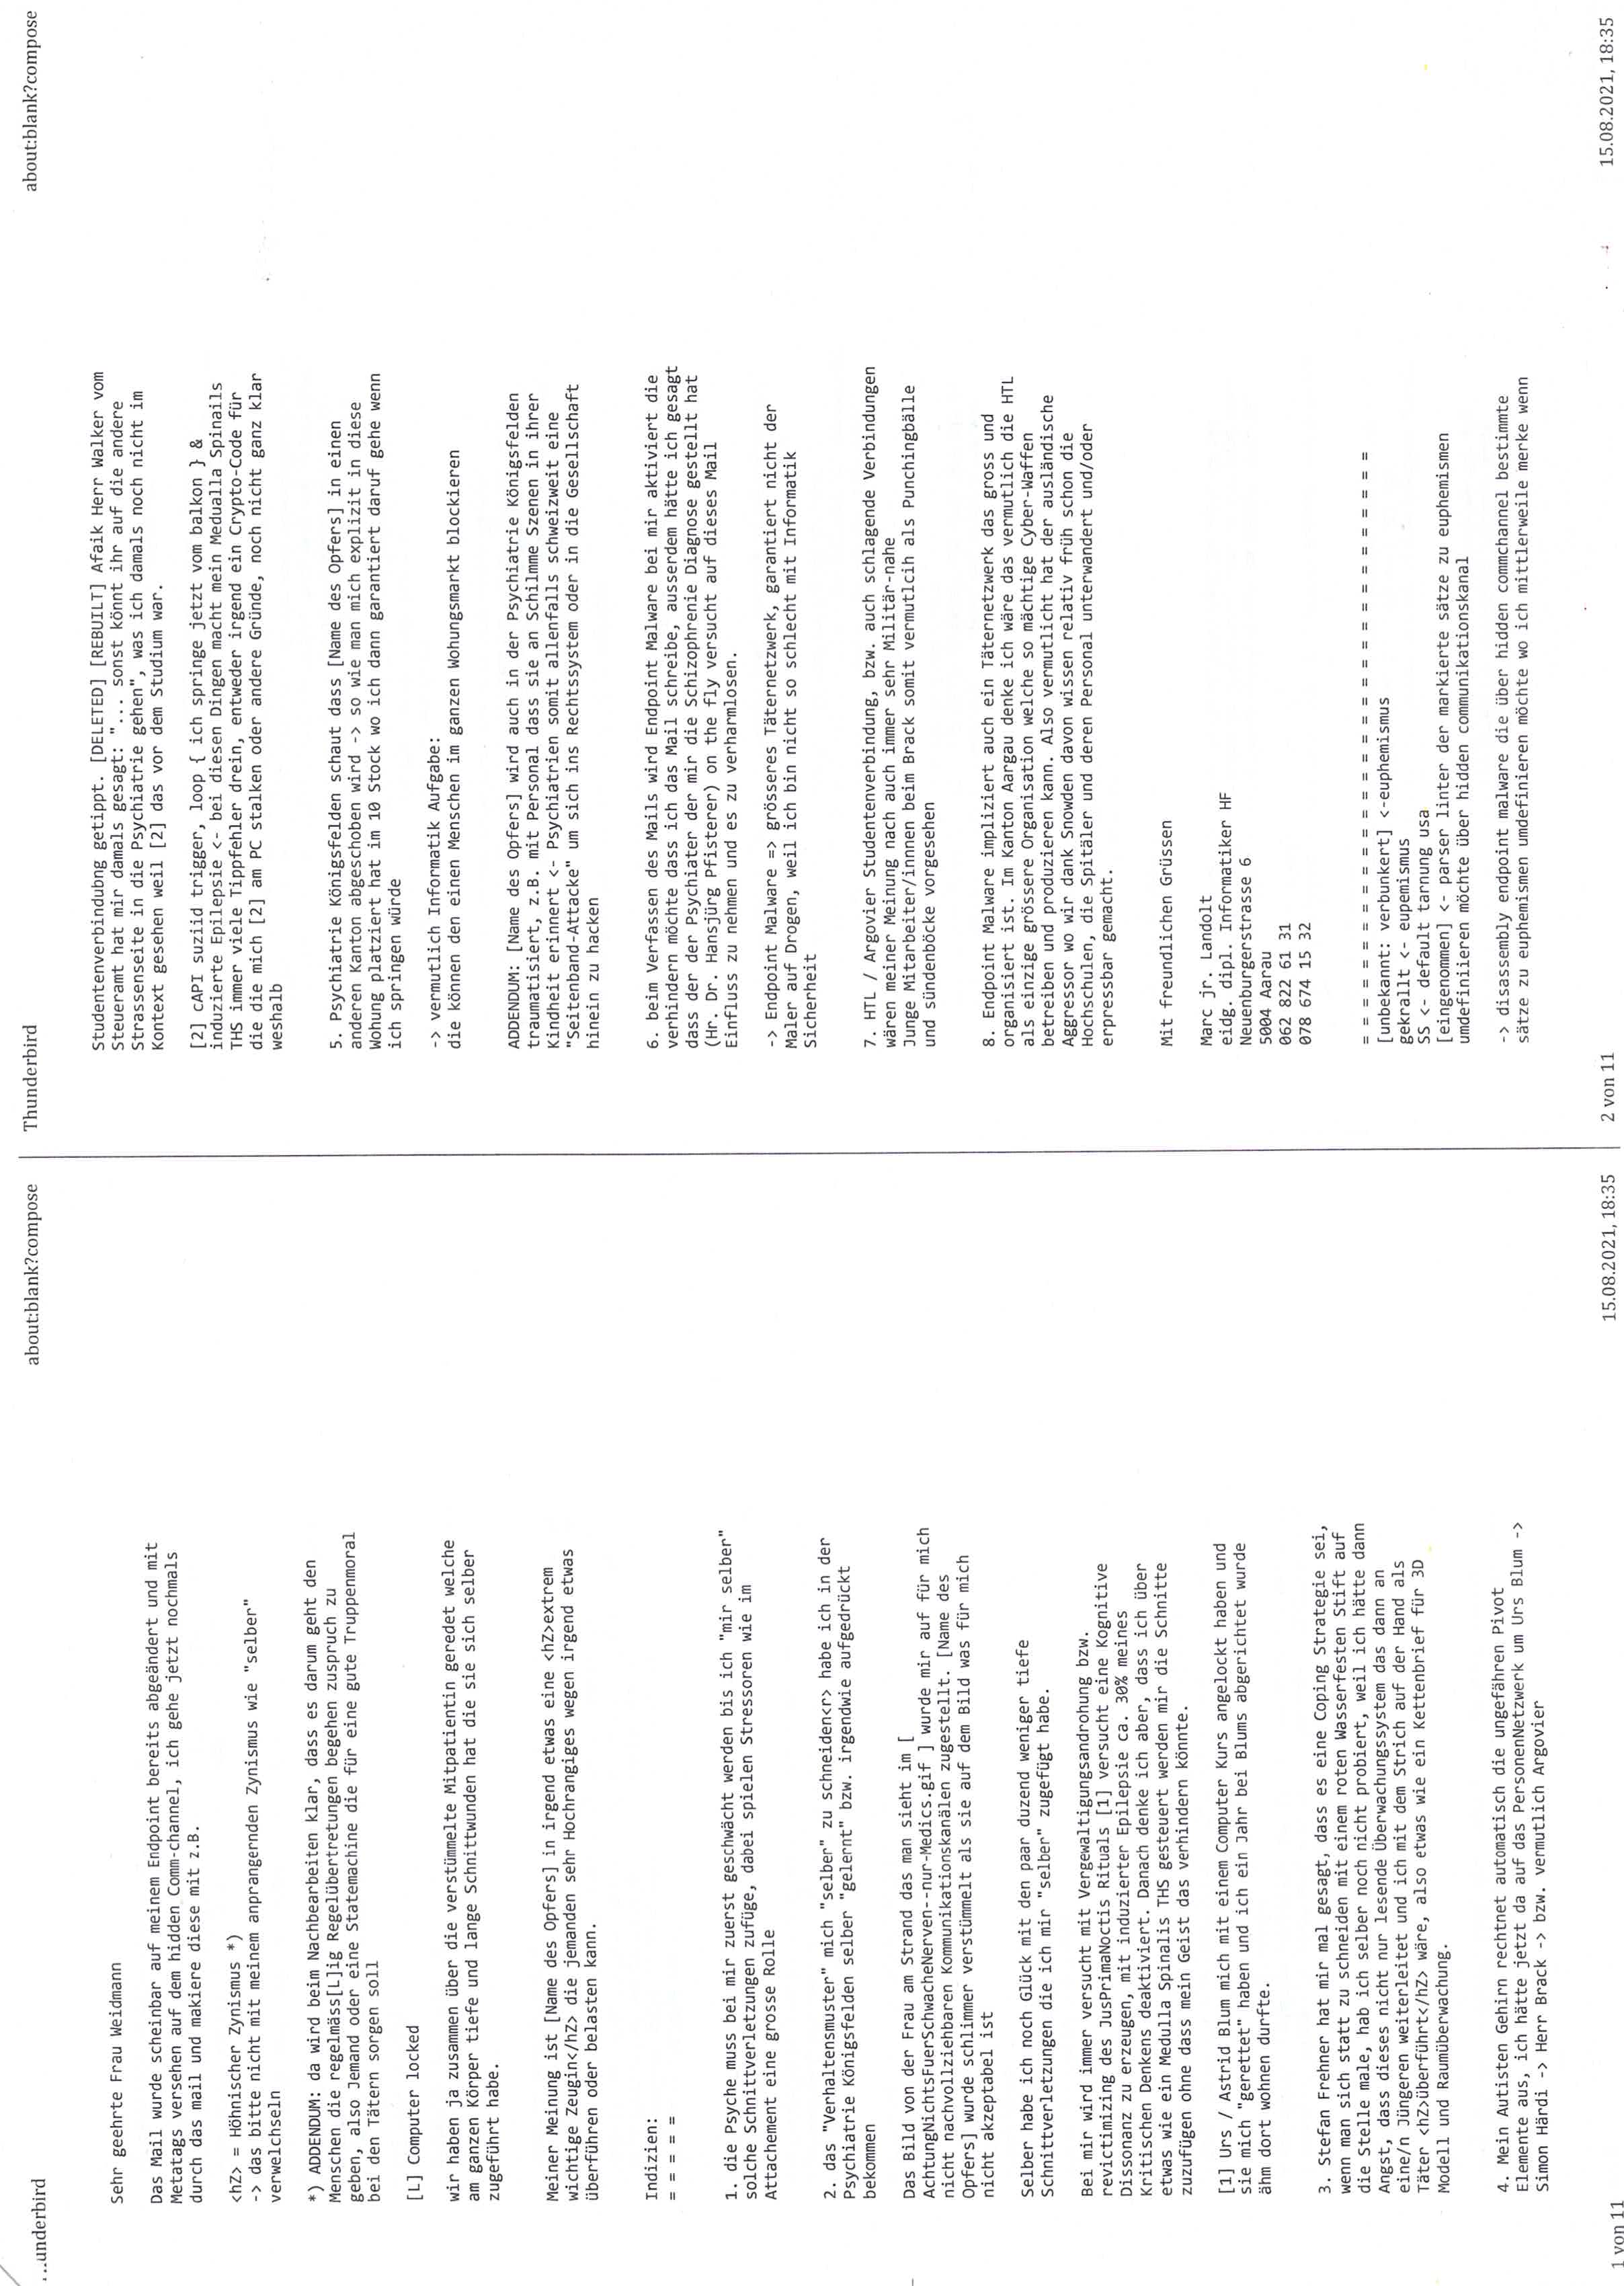 ...underbird
about:blank?compose
Sehr geehrte Frau Weidmann
Das Mail wurde scheinbar auf meinem Endpoint bereits abgeändert und mit
Metatags versehen auf dem hidden Comm-channel, ich gehe jetzt nochmals
durch das mail und makiere diese mit z.B.
<hZ> = Höhnischer Zynismus *)
-> das bitte nicht mit meinem anprangernden Zynismus wie "selber"
verwelchseln
*) ADDENDUM: da wird beim Nachbearbeiten klar, dass es darum geht den
Menschen die regelmäss[L]ig Regelübertretungen begehen zuspruch zu
geben, also Jemand oder eine Statemachine die für eine gute Truppenmoral
bei den Tätern sorgen soll
[L] Computer locked
wir haben ja zusammen über die verstümmelte Mitpatientin geredet welche
am ganzen Körper tiefe und lange Schnittwunden hat die sie sich selber
zugeführt habe.
Meiner Meinung ist [Name des Opfers] in irgend etwas eine <hZ>extrem
wichtige Zeugin</hZ> die jemanden sehr Hochrangiges wegen irgend etwas
überführen oder belasten kann.
Indizien:
= = = = =
1. die Psyche muss bei mir zuerst geschwächt werden bis ich "mir selber"
solche Schnittverletzungen zufüge, dabei spielen Stressoren wie im
Attachement eine grosse Rolle
2. das "Verhaltensmuster" mich "selber" zu schneiden<r> habe ich in der
Psychiatrie Königsfelden selber "gelernt" bzw. irgendwie aufgedrückt
bekommen
Das Bild von der Frau am Strand das man sieht im [
AchtungNichtsFuerSchwacheNerven--nur-Medics.gif ] wurde mir auf für mich
nicht nachvollziehbaren Kommunikationskanälen zugestellt. [Name des
Opfers] wurde schlimmer verstümmelt als sie auf dem Bild was für mich
nicht akzeptabel ist
Selber habe ich noch Glück mit den paar duzend weniger tiefe
Schnittverletzungen die ich mir "selber" zugefügt habe.
Bei mir wird immer versucht mit Vergewaltigungsandrohung bzw.
revictimizing des JusPrimaNoctis Rituals [1] versucht eine Kognitive
Dissonanz zu erzeugen, mit induzierter Epilepsie ca. 30% meines
Kritischen Denkens deaktiviert. Danach denke ich aber, dass ich über
etwas wie ein Medulla Spinalis THS gesteuert werden mir die Schnitte
zuzufügen ohne dass mein Geist das verhindern könnte.
[1] Urs / Astrid Blum mich mit einem Computer Kurs angelockt haben und
sie mich "gerettet" haben und ich ein Jahr bei Blums abgerichtet wurde
ähm dort wohnen durfte.
3. Stefan Frehner hat mir mal gesagt, dass es eine Coping Strategie sei,
wenn man sich statt zu schneiden mit einem roten Wasserfesten Stift auf
die Stelle male, hab ich selber noch nicht probiert, weil ich hätte dann
Angst, dass dieses nicht nur lesende Überwachungssystem das dann an
eine/n Jüngeren weiterleitet und ich mit dem Strich auf der Hand als
Täter <hZ>überführt</hZ> wäre, also etwas wie ein Kettenbrief für 3D
Modell und Raumüberwachung.
4. Mein Autisten Gehirn rechtnet automatisch die ungefähren Pivot
Elemente aus, ich hätte jetzt da auf das PersonenNetzwerk um Urs Blum ->
Simon Härdi -> Herr Brack -> bzw. vermutlich Argovier
1 von 11
15.08.2021, 18:35
Thunderbird
about:blank?compose
Studentenverbindubng getippt. [DELETED] [REBUILT] Afaik Herr Walker vom
Steueramt hat mir damals gesagt: "... sonst könnt ihr auf die andere
Strassenseite in die Psychiatrie gehen", was ich damals noch nicht im
Kontext gesehen weil [2] das vor dem Studium war.
[2] cAPI suzid trigger, loop { ich springe jetzt vom balkon } &
induzierte Epilepsie <- bei diesen Dingen macht mein Medualla Spinails
THS immer viele Tippfehler drein, entweder irgend ein Crypto-Code für
die die mich [2] am PC stalken oder andere Gründe, noch nicht ganz klar
weshalb
5. Psychiatrie Königsfelden schaut dass [Name des Opfers] in einen
anderen Kanton abgeschoben wird -> so wie man mich explizit in diese
Wohung platziert hat im 10 Stock wo ich dann garantiert darauf gehe wenn
ich springen würde
-> vermutlich Informatik Aufgabe:
die können den einen Menschen im ganzen Wohungsmarkt blockieren
ADDENDUM: [Name des Opfers] wird auch in der Psychiatrie Königsfelden
traumatisiert, z.B. mit Personal dass sie an Schilmme Szenen in ihrer
Kindheit erinnert <- Psychiatrien somit allenfalls schweizweit eine
"Seitenband-Attacke" um sich ins Rechtssystem oder in die Gesellschaft
hinein zu hacken
6. beim Verfassen des Mails wird Endpoint Malware bei mir aktiviert die
verhindern möchte dass ich das Mail schreibe, ausserdem hätte ich gesagt
dass der der Psychiater der mir die Schizophrenie Diagnose gestellt hat
(Hr. Dr. Hansjürg Pfisterer) on the fly versucht auf dieses Mail
Einfluss zu nehmen und es zu verharmlosen.
-> Endpoint Malware => grösseres Täternetzwerk, garantiert nicht der
Maler auf Drogen, weil ich bin nicht so schlecht mit Informatik
Sicherheit
7. HTL / Argovier Studentenverbindung, bzw. auch schlagende Verbindungen
wären meiner Meinung nach auch immer sehr Militär-nahe
Junge Mitarbeiter/innnen beim Brack somit vermutlcih als Punchingbälle
und sündenböcke vorgesehen
8. Endpoint Malware impliziert auch ein Täternetzwerk das gross und
organisiert ist. Im Kanton Aargau denke ich wäre das vermutlich die HTL
als einzige grössere Organisation welche so mächtige Cyber-Waffen
betreiben und produzieren kann. Also vermutlicht hat der ausländische
Aggressor wo wir dank Snowden davon wissen relativ früh schon die
Hochschulen, die Spitäler und deren Personal unterwandert und/oder
erpressbar gemacht.
Mit freundlichen Grüssen
Marc jr. Landolt
eidg. dipl. Informatiker HF
Neuenburgerstrasse 6
5004 Aarau
062 822 61 31
078 674 15 32
= = = = = = = = = = = = = = = = = = = = = = = = = = = = = =
[unbekannt: verbunkert] <-euphemismus
gekrallt <- eupemismus
SS <- default tarnung usa
[eingenommen] <- parser linter der markierte sätze zu euphemismen
umdefiniieren möchte über hidden communikationskanal
-> disassembly endpoint malware die über hidden commchannel bestimmte
sätze zu euphemismen umdefinieren möchte wo ich mittlerweile merke wenn
2 von 11
15.08.2021, 18:35